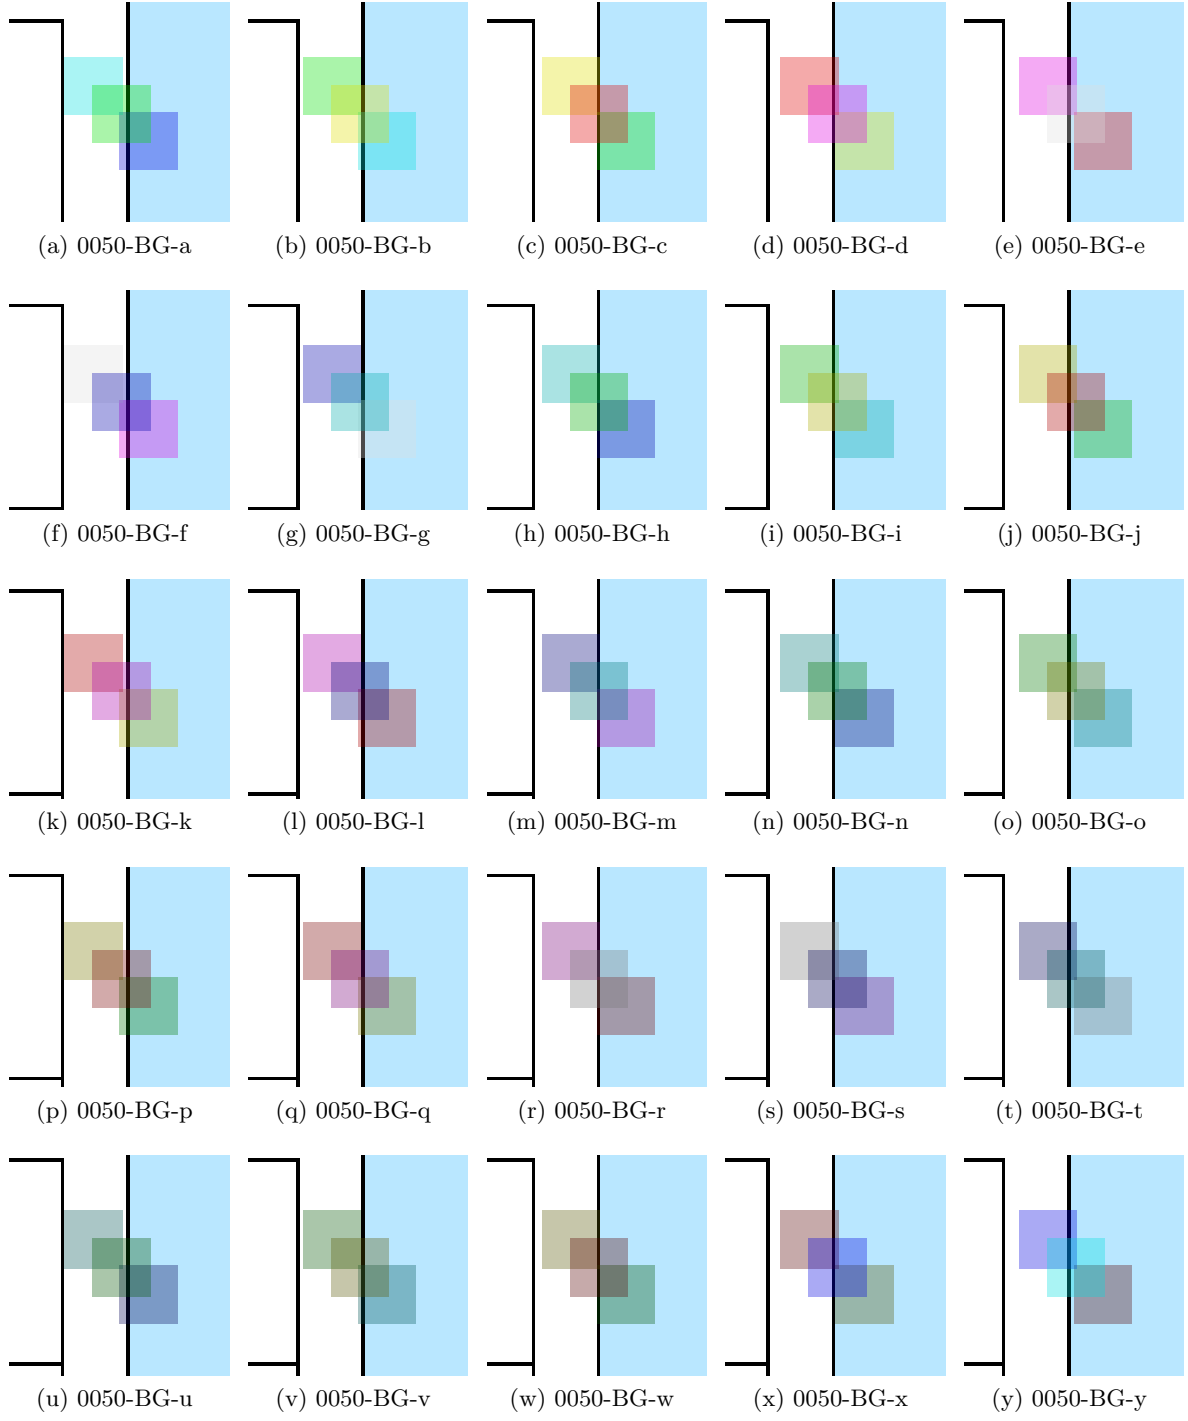 (a) 0050-BG-a (b) 0050-BG-b (c) 0050-BG-c (d) 0050-BG-d (e) 0050-BG-e
(f) 0050-BG-f (g) 0050-BG-g (h) 0050-BG-h (i) 0050-BG-i (j) 0050-BG-j
(k) 0050-BG-k (l) 0050-BG-l (m) 0050-BG-m (n) 0050-BG-n (o) 0050-BG-o
(p) 0050-BG-p (q) 0050-BG-q (r) 0050-BG-r (s) 0050-BG-s (t) 0050-BG-t
(u) 0050-BG-u (v) 0050-BG-v (w) 0050-BG-w (x) 0050-BG-x (y) 0050-BG-y